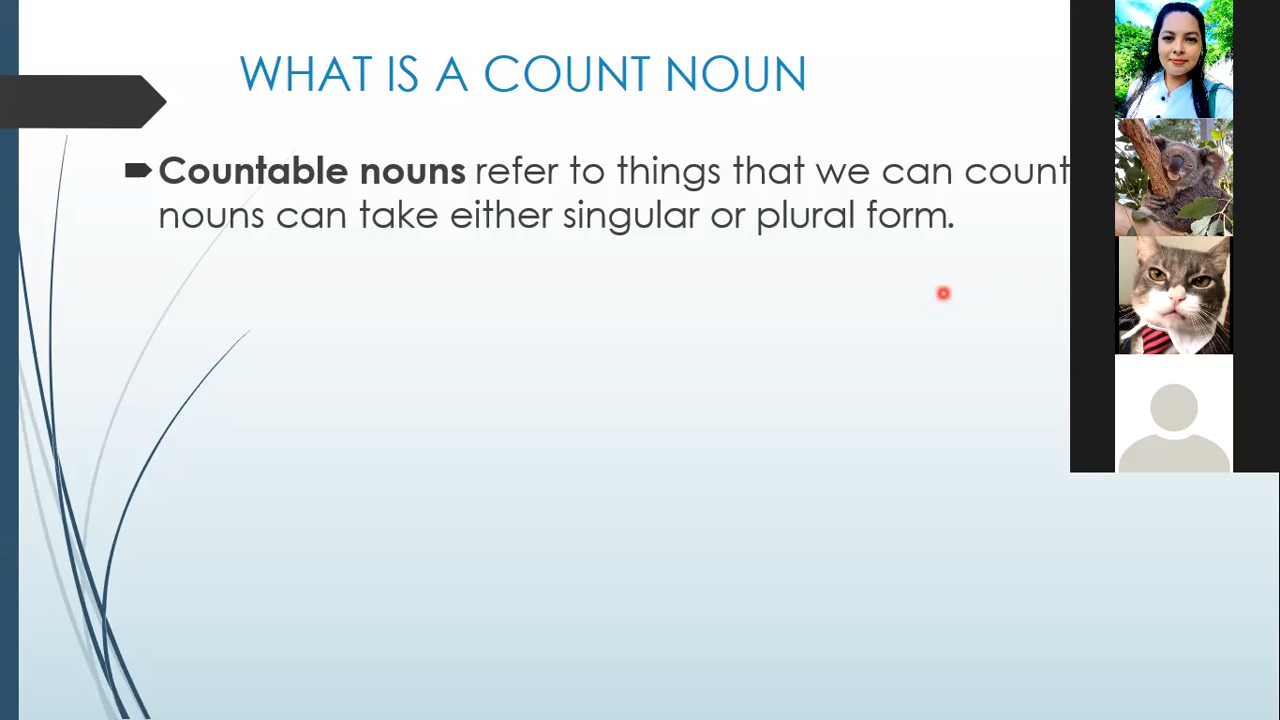 WHAT IS A COUNT NOUN
Countable nouns refer to things that we can count
nouns can take either singular or plural form.